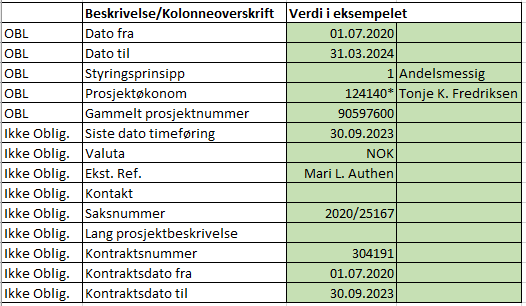 Beskrivelse/Kolonneoverskrift Verdi i eksempelet
OBL Dato fra 01.07.2020
OBL Dato til 31.03.2024
OBL Styringsprinsipp 1 Andelsmessig
OBL Prosjektøkonom 124140* Tonje K. Fredriksen
OBL Gammelt prosjektnummer 90597600
Ikke Oblig. Siste dato timeføring 30.09.2023
Ikke Oblig. Valuta NOK
Ikke Oblig. Ekst. Ref. Mari L. Authen
Ikke Oblig. Kontakt
Ikke Oblig. Saksnummer 2020/25167
Ikke Oblig. Lang prosjektbeskrivelse
Ikke Oblig. Kontraktsnummer 304191
Ikke Oblig. Kontraktsdato fra 01.07.2020
Ikke Oblig. Kontraktsdato til 30.09.2023